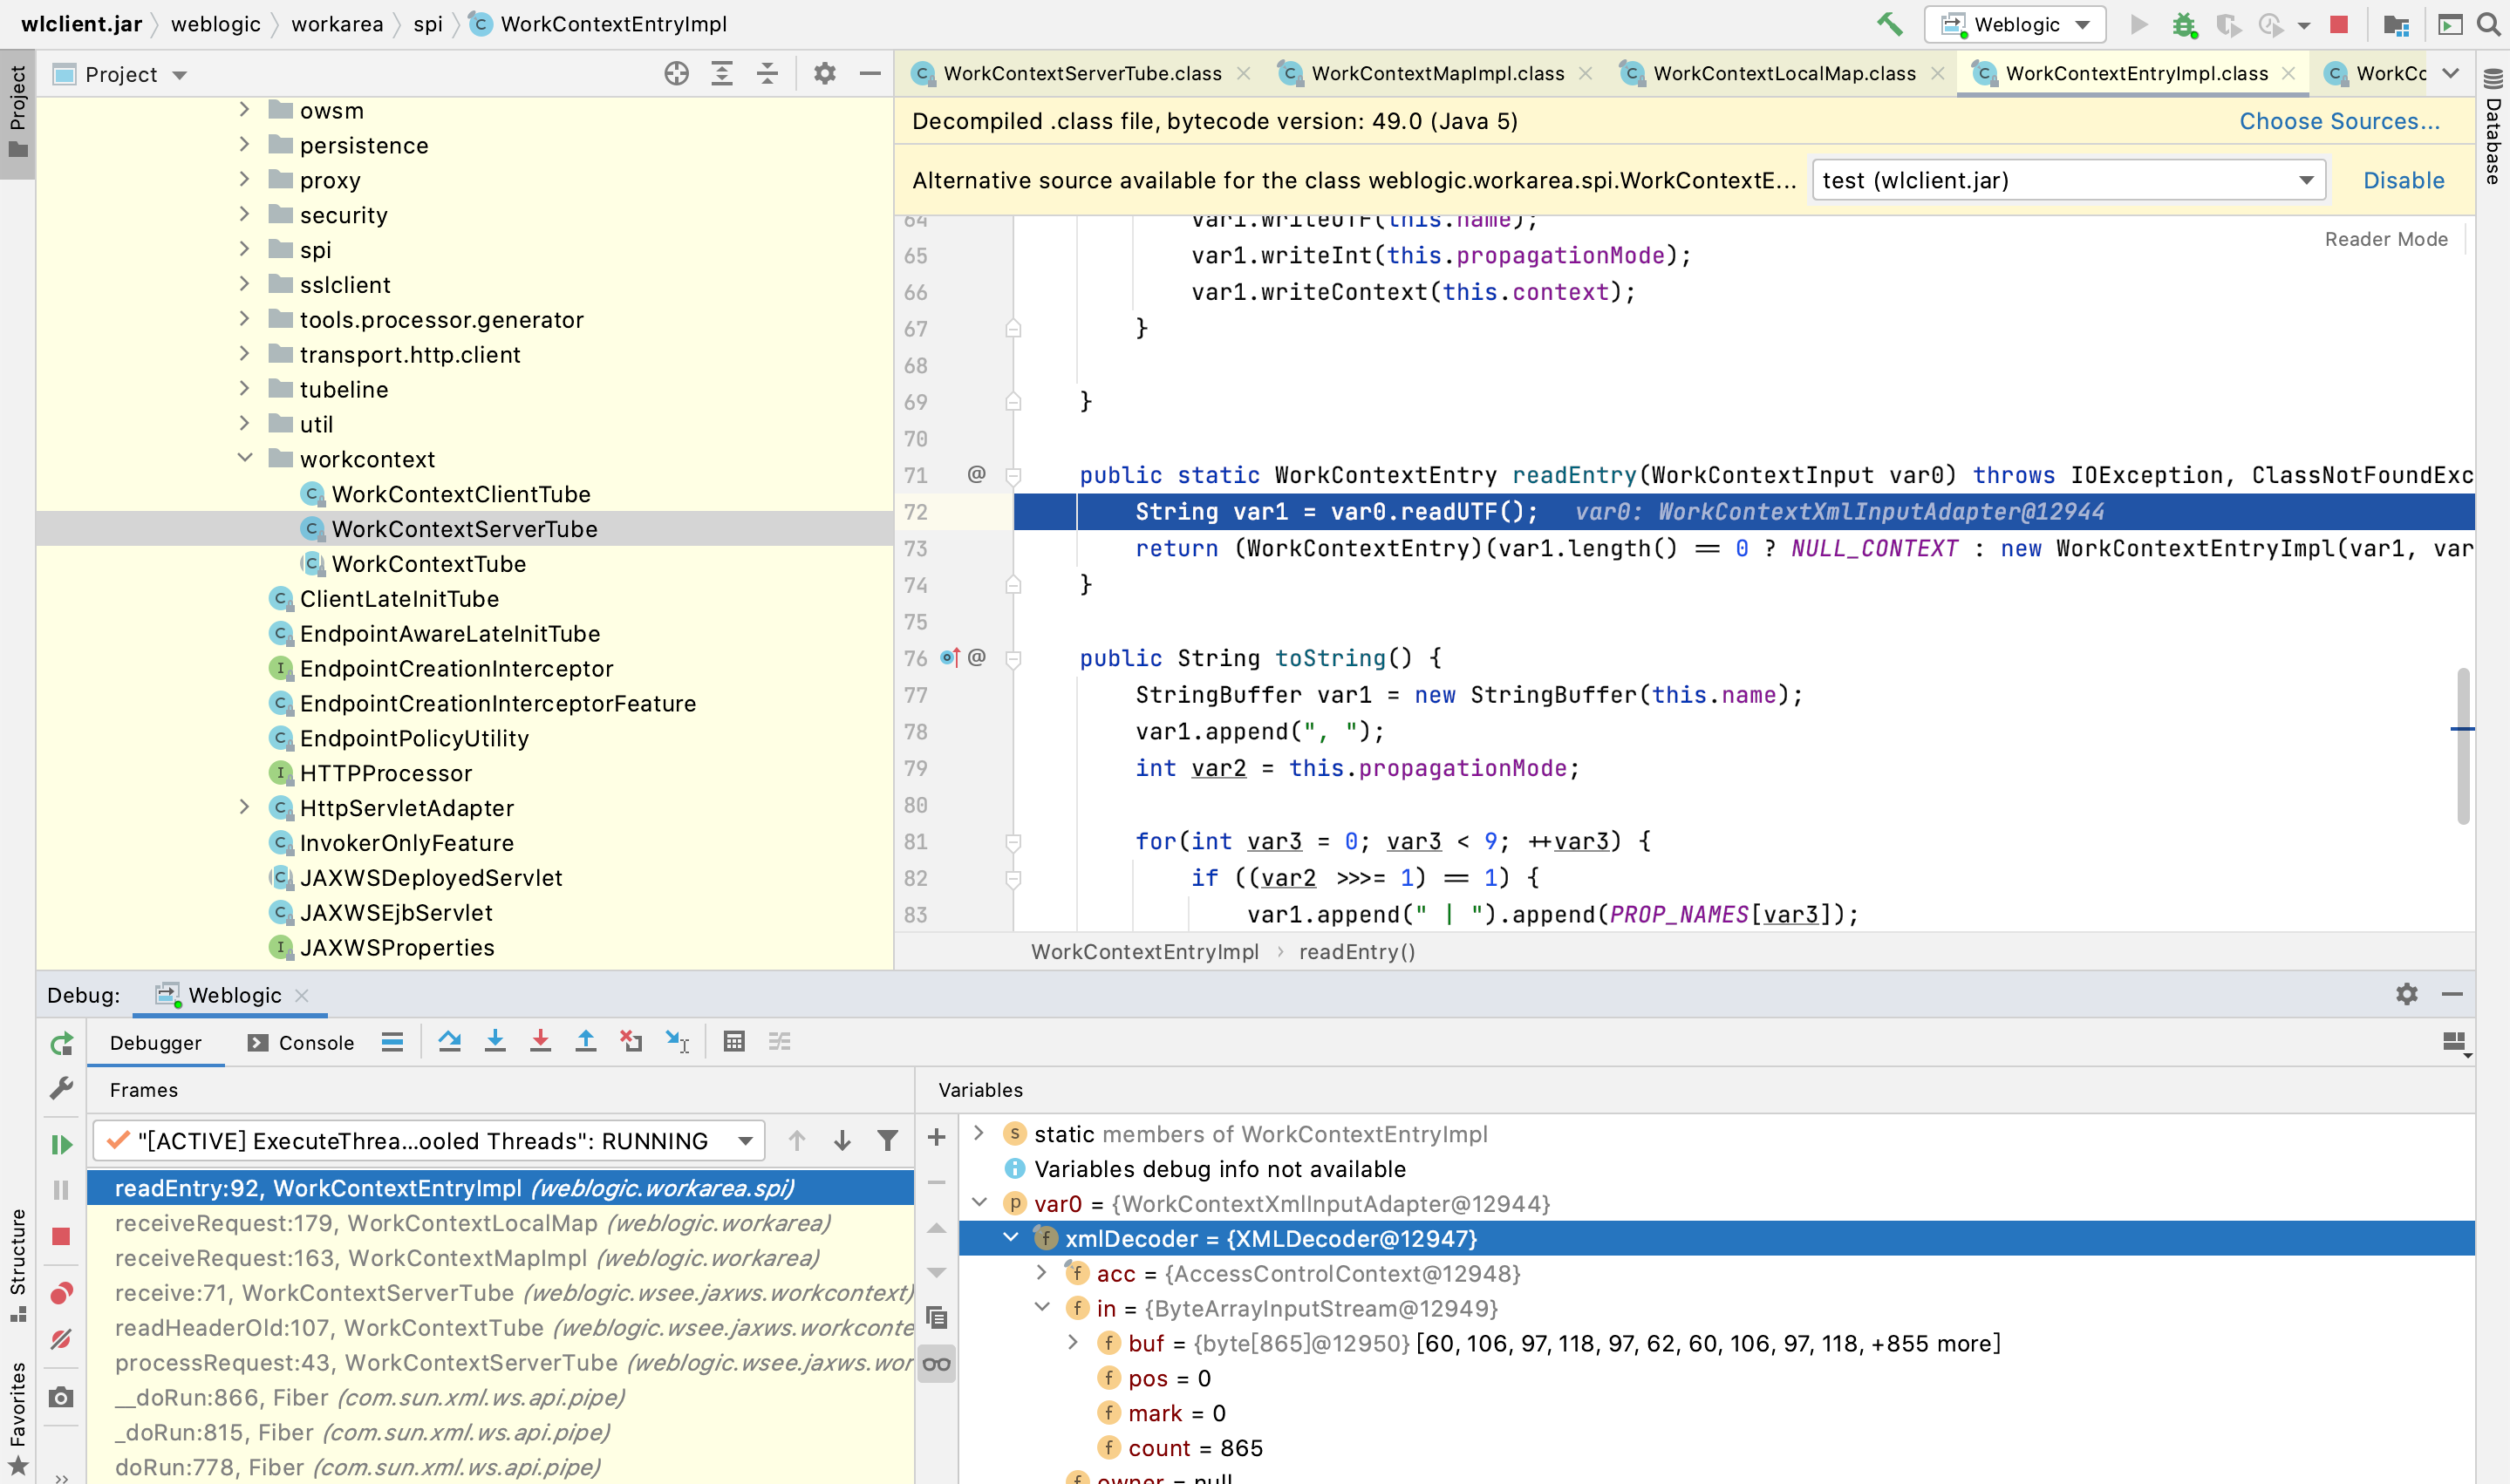 wlclient.jar weblogic workarea spi WorkContextEntryImpl
Weblogic
Project
Project
owsm
persistence
proxy
security
spi
sslclient
tools.processor.generator
transport.http.client
tubeline
util
workcontext
WorkContextClientTube
WorkContextServerTube
WorkContextTube
ClientLateInitTube
EndpointAwareLateInitTube
EndpointCreationInterceptor
EndpointCreationInterceptorFeature
EndpointPolicyUtility
HTTPProcessor
HttpServletAdapter
InvokerOnlyFeature
JAXWSDeployedServlet
JAXWSEjbServlet
JAXWSProperties
WorkContextServerTube.class WorkContextMapImpl.class WorkContextLocalMap.class WorkContextEntryImpl.class WorkCc
Database
Decompiled .class file, bytecode version: 49.0 (Java 5) Choose Sources...
Alternative source available for the class weblogic.workarea.spi.WorkContextE... test (wlclient.jar) Disable
Reader Mode
64 var1.writeUTF(this.name);
65 var1.writeInt(this.propagationMode);
66 var1.writeContext(this.context);
67 }
68
69 }
70
71 @ public static WorkContextEntry readEntry(WorkContextInput var0) throws IOException, ClassNotFoundExc
72 String var1 = var0.readUTF(); var0: WorkContextXmlInputAdapter@12944
73 return (WorkContextEntry)(var1.length() == 0 ? NULL_CONTEXT : new WorkContextEntryImpl(var1, var
74 }
75
76 @ public String toString() {
77 StringBuffer var1 = new StringBuffer(this.name);
78 var1.append(", ");
79 int var2 = this.propagationMode;
80
81 for(int var3 = 0; var3 < 9; ++var3) {
82 if ((var2 >>>= 1) == 1) {
83 var1.append(" | ").append(PROP_NAMES[var3]);
WorkContextEntryImpl › readEntry()
Debug: Weblogic
Debugger Console
Frames
"[ACTIVE] ExecuteThrea...ooled Threads": RUNNING
readEntry:92, WorkContextEntryImpl (weblogic.workarea.spi)
receiveRequest:179, WorkContextLocalMap (weblogic.workarea)
receiveRequest:163, WorkContextMapImpl (weblogic.workarea)
receive:71, WorkContextServerTube (weblogic.wsee.jaxws.workcontext)
readHeaderOld:107, WorkContextTube (weblogic.wsee.jaxws.workconte
processRequest:43, WorkContextServerTube (weblogic.wsee.jaxws.wor
__doRun:866, Fiber (com.sun.xml.ws.api.pipe)
_doRun:815, Fiber (com.sun.xml.ws.api.pipe)
doRun:778, Fiber (com.sun.xml.ws.api.pipe)
Variables
static members of WorkContextEntryImpl
Variables debug info not available
var0 = {WorkContextXmlInputAdapter@12944}
xmlDecoder = {XMLDecoder@12947}
acc = {AccessControlContext@12948}
in = {ByteArrayInputStream@12949}
buf = {byte[865]@12950} [60, 106, 97, 118, 97, 62, 60, 106, 97, 118, +855 more]
pos = 0
mark = 0
count = 865
owner = null
Structure
Favorites